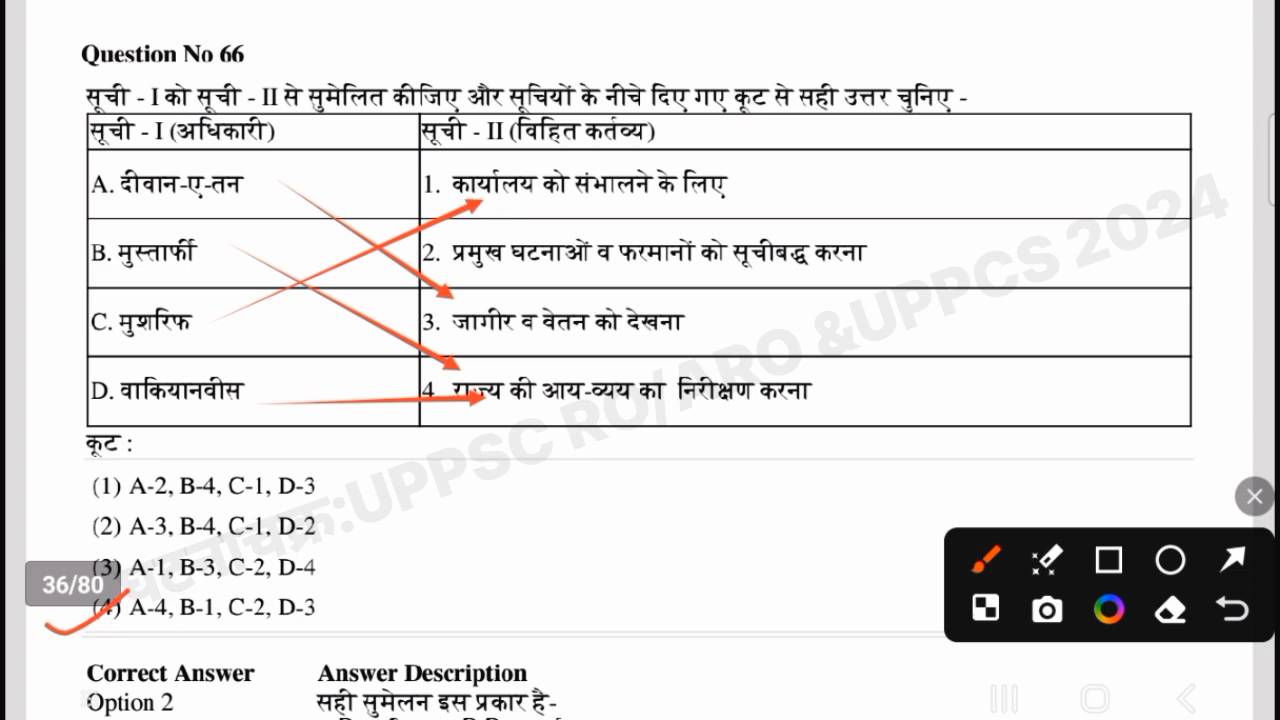 Question No 66
सूची - I को सूची - II से सुमेलित कीजिए और सूचियों के नीचे दिए गए कूट से सही उत्तर चुनिए -
सूची - I (अधिकारी) सूची - II (विहित कर्तव्य)
A. दीवान-ए-तन 1. कार्यालय को संभालने के लिए
B. मुस्तार्फी 2. प्रमुख घटनाओं व फरमानों को सूचीबद्ध करना
C. मुशरिफ 3. जागीर व वेतन को देखना
D. वाकियानवीस 4 राज्य की आय-व्यय का निरीक्षण करना
कूट :
(1) A-2, B-4, C-1, D-3
(2) A-3, B-4, C-1, D-2
(3) A-1, B-3, C-2, D-4
(4) A-4, B-1, C-2, D-3
36/80
घटनाचक्र:UPPSC RO/ARO &UPPCS 2024
Correct Answer Answer Description
Option 2 सही सुमेलन इस प्रकार है-